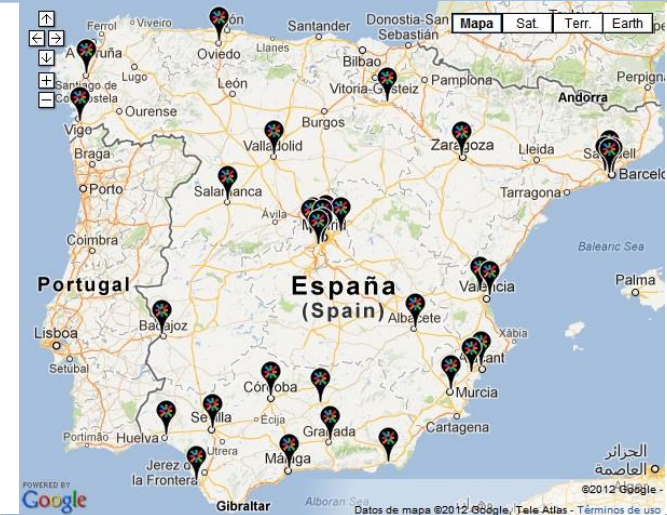 Ferrol
Viveiro
Santander
Donostia-San
Sebastián
Mapa
Sat.
Terr.
Earth
Oviedo
Llanes
Bilbao
Lugo
León
Vitoria-Gasteiz
Pamplona
Perpign
Andorra
Santiago de
Compostela
Ourense
Burgos
Vigo
Braga
Valladolid
Zaragoza
Lleida
Sabadell
Barcelo
Porto
Salamanca
Tarragona
Ávila
Coimbra
Balearic Sea
Portugal
España
(Spain)
Valencia
Palma
Lisboa
Badajoz
Albacete
Xàbia
Setúbal
Córdoba
Murcia
Cartagena
Portimão
Huelva
Sevilla
Écija
Granada
Utrera
Jerez
la Frontera
Málaga
Gibraltar
Alboran Sea
الجزائر
العاصمة
POWERED BY
Google
©2012 Google -
Datos de mapa ©2012 Google, Tele Atlas - Términos de uso